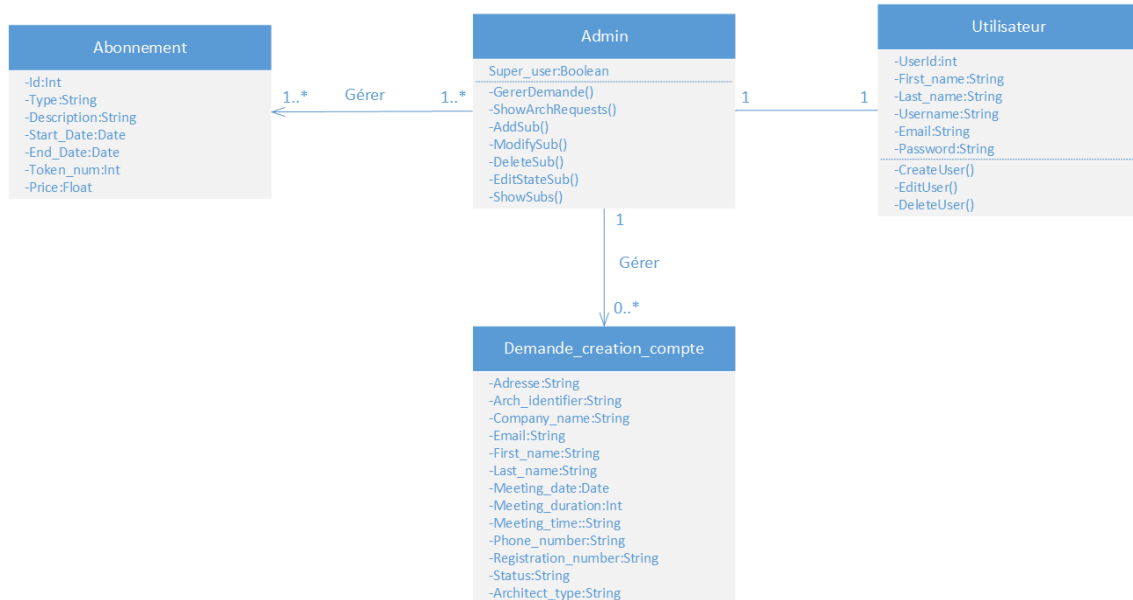 Abonnement
-Id:Int
-Type:String
-Description:String
-Start_Date:Date
-End_Date:Date
-Token_num:Int
-Price:Float
1..*
Gérer
1..*
Admin
Super_user:Boolean
-GererDemande()
-ShowArchRequests()
-AddSub()
-ModifySub()
-DeleteSub()
-EditStateSub()
-ShowSubs()
1
1
Utilisateur
-UserId:int
-First_name:String
-Last_name:String
-Username:String
-Email:String
-Password:String
-CreateUser()
-EditUser()
-DeleteUser()
1
Gérer
0..*
Demande_creation_compte
-Adresse:String
-Arch_identifier:String
-Company_name:String
-Email:String
-First_name:String
-Last_name:String
-Meeting_date:Date
-Meeting_duration:Int
-Meeting_time::String
-Phone_number:String
-Registration_number:String
-Status:String
-Architect_type:String